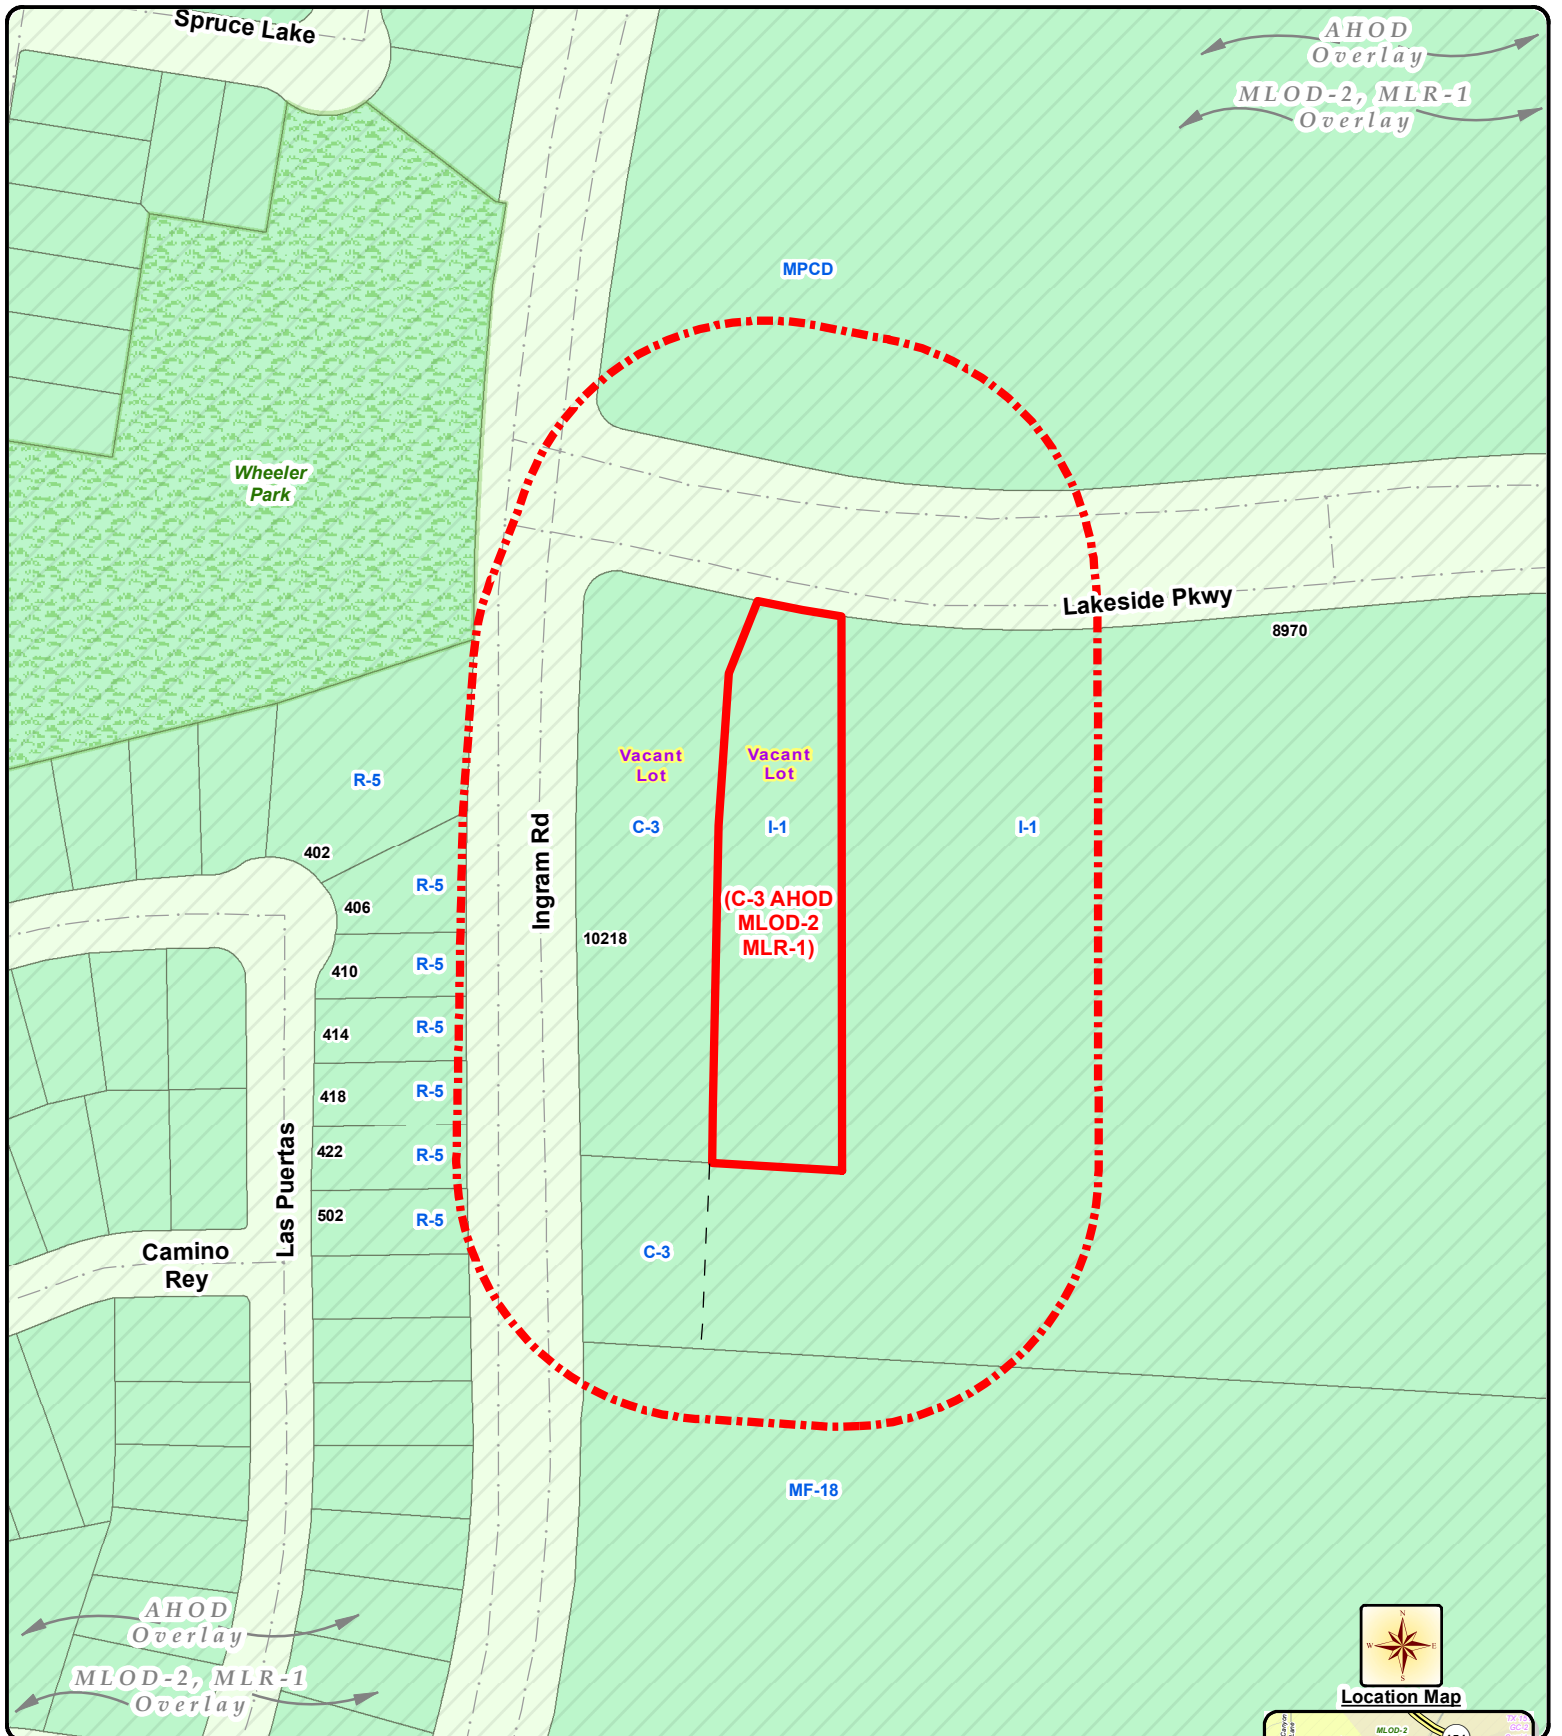 Spruce Lake
AHOD
Overlay
MLOD-2, MLR-1
Overlay
MPCD
Wheeler
Park
Lakeside Pkwy
8970
Vacant
Lot
Vacant
Lot
R-5
C-3
I-1
I-1
402
R-5
406
Ingram Rd
(C-3 AHOD
MLOD-2
MLR-1)
10218
410
R-5
414
R-5
418
R-5
422
R-5
502
R-5
Las Puertas
Camino
Rey
C-3
MF-18
AHOD
Overlay
MLOD-2, MLR-1
Overlay
N
W
E
S
Location Map
MLOD-2